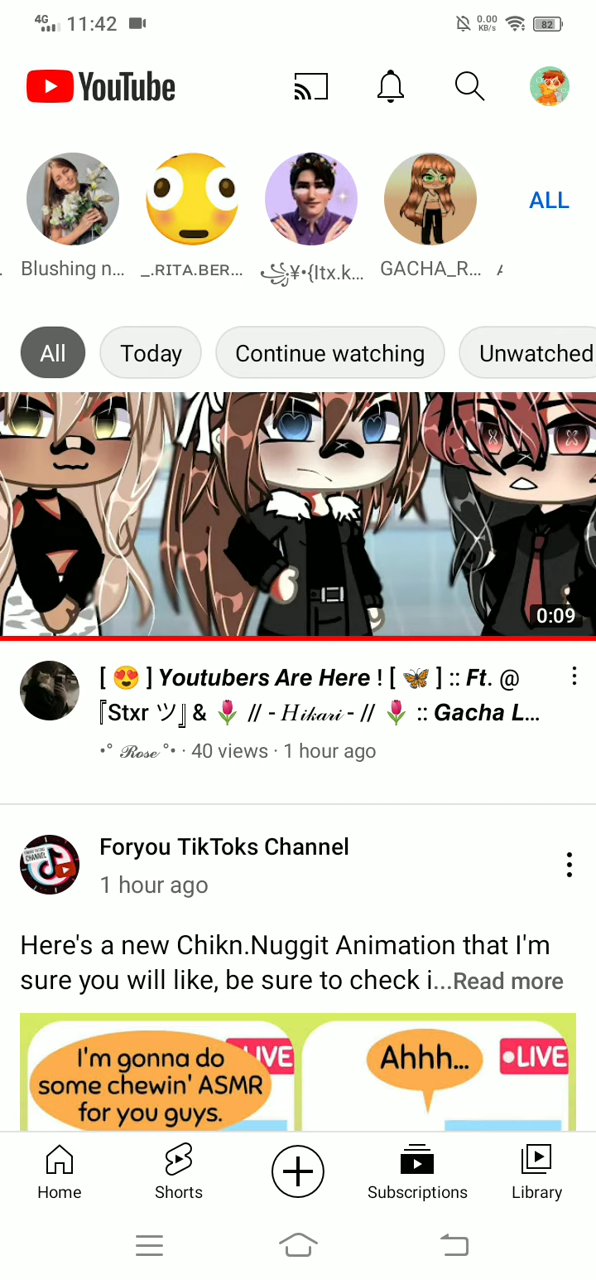 4G 11:42 0.00 KB/s 82
YouTube
Blushing n... _.ʀɪᴛᴀ.ʙᴇʀ... ꧁¥•{Itx.k... GACHA_R... ALL
All Today Continue watching Unwatched
0:09
[ 😍 ] 𝙔𝙤𝙪𝙩𝙪𝙗𝙚𝙧𝙨 𝘼𝙧𝙚 𝙃𝙚𝙧𝙚 ! [ 🦋 ] :: 𝙁𝙩. @
『Stxr ツ』 & 🌷 // - 𝐻𝒾𝓀𝒶𝓇𝒾 - // 🌷 :: 𝙂𝙖𝙘𝙝𝙖 𝙇...
•° 𝓡𝓸𝓼𝓮 °• · 40 views · 1 hour ago
Foryou TikToks Channel
1 hour ago
Here's a new Chikn.Nuggit Animation that I'm
sure you will like, be sure to check i...Read more
I'm gonna do
some chewin' ASMR
for you guys.
LIVE
Ahhh...
LIVE
Home Shorts Subscriptions Library